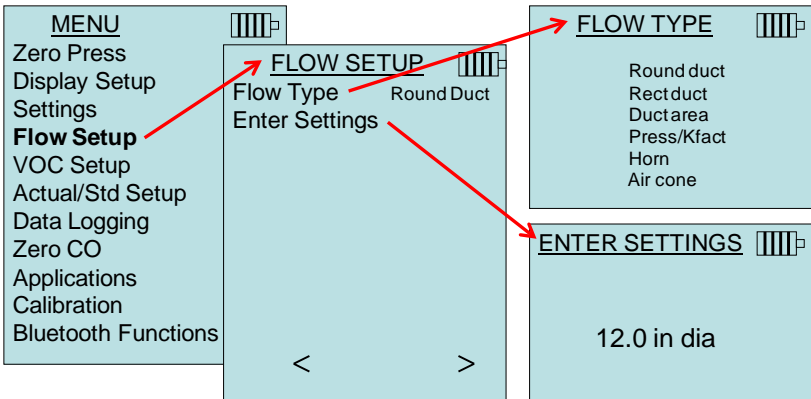 MENU
Zero Press
Display Setup
Settings
Flow Setup
VOC Setup
Actual/Std Setup
Data Logging
Zero CO
Applications
Calibration
Bluetooth Functions
FLOW SETUP
Flow Type Round Duct
Enter Settings
< >
FLOW TYPE
Round duct
Rect duct
Duct area
Press/Kfact
Horn
Air cone
ENTER SETTINGS
12.0 in dia